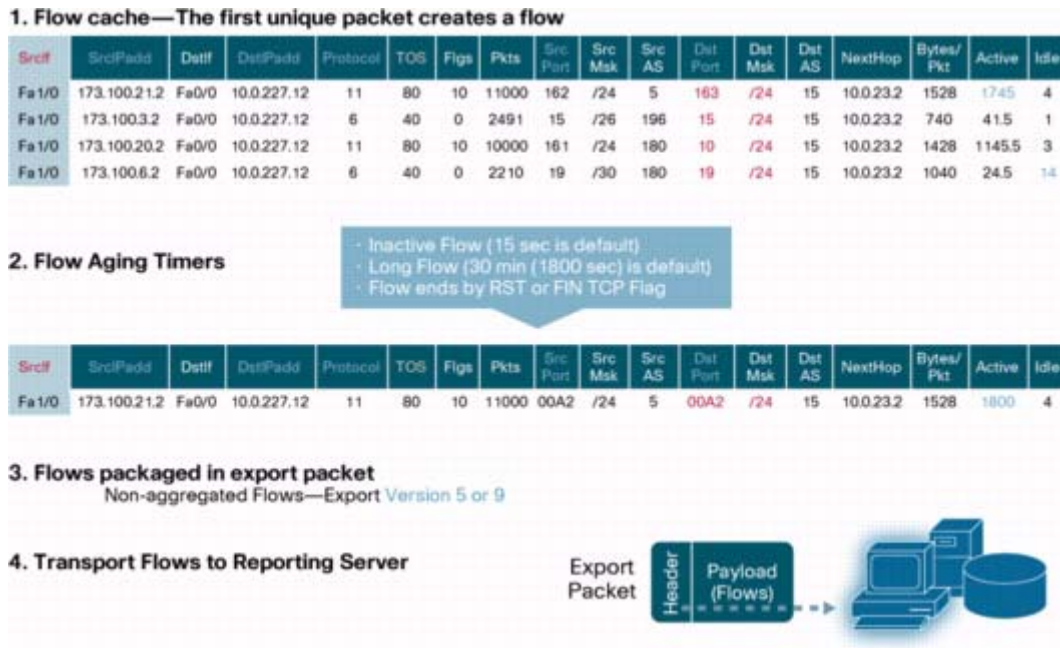 1. Flow cache—The first unique packet creates a flow
SrcIf SrcIPadd DstIf DstIPadd Protocol TOS Flgs Pkts Src Port Src Msk Src AS Dst Port Dst Msk Dst AS NextHop Bytes/Pkt Active Idle
Fa1/0 173.100.21.2 Fa0/0 10.0.227.12 11 80 10 11000 162 /24 5 163 /24 15 10.0.23.2 1528 1745 4
Fa1/0 173.100.3.2 Fa0/0 10.0.227.12 6 40 0 2491 15 /26 196 15 /24 15 10.0.23.2 740 41.5 1
Fa1/0 173.100.20.2 Fa0/0 10.0.227.12 11 80 10 10000 161 /24 180 10 /24 15 10.0.23.2 1428 1145.5 3
Fa1/0 173.100.6.2 Fa0/0 10.0.227.12 6 40 0 2210 19 /30 180 19 /24 15 10.0.23.2 1040 24.5 14
2. Flow Aging Timers
· Inactive Flow (15 sec is default)
· Long Flow (30 min (1800 sec) is default)
· Flow ends by RST or FIN TCP Flag
SrcIf SrcIPadd DstIf DstIPadd Protocol TOS Flgs Pkts Src Port Src Msk Src AS Dst Port Dst Msk Dst AS NextHop Bytes/Pkt Active Idle
Fa1/0 173.100.21.2 Fa0/0 10.0.227.12 11 80 10 11000 00A2 /24 5 00A2 /24 15 10.0.23.2 1528 1800 4
3. Flows packaged in export packet
Non-aggregated Flows—Export Version 5 or 9
4. Transport Flows to Reporting Server
Export
Packet
Header
Payload
(Flows)